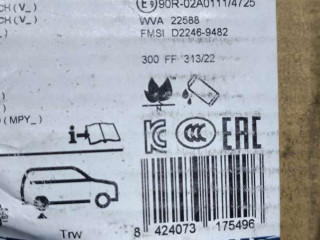 CH(V_)
E9 90R-02A0111/4725
CH(V_)
WVA 22588
FMSI D2246-9482
300 FF 313/22
)
(MPY_)
i
CCC
EAC
Trw
8 424073 175496